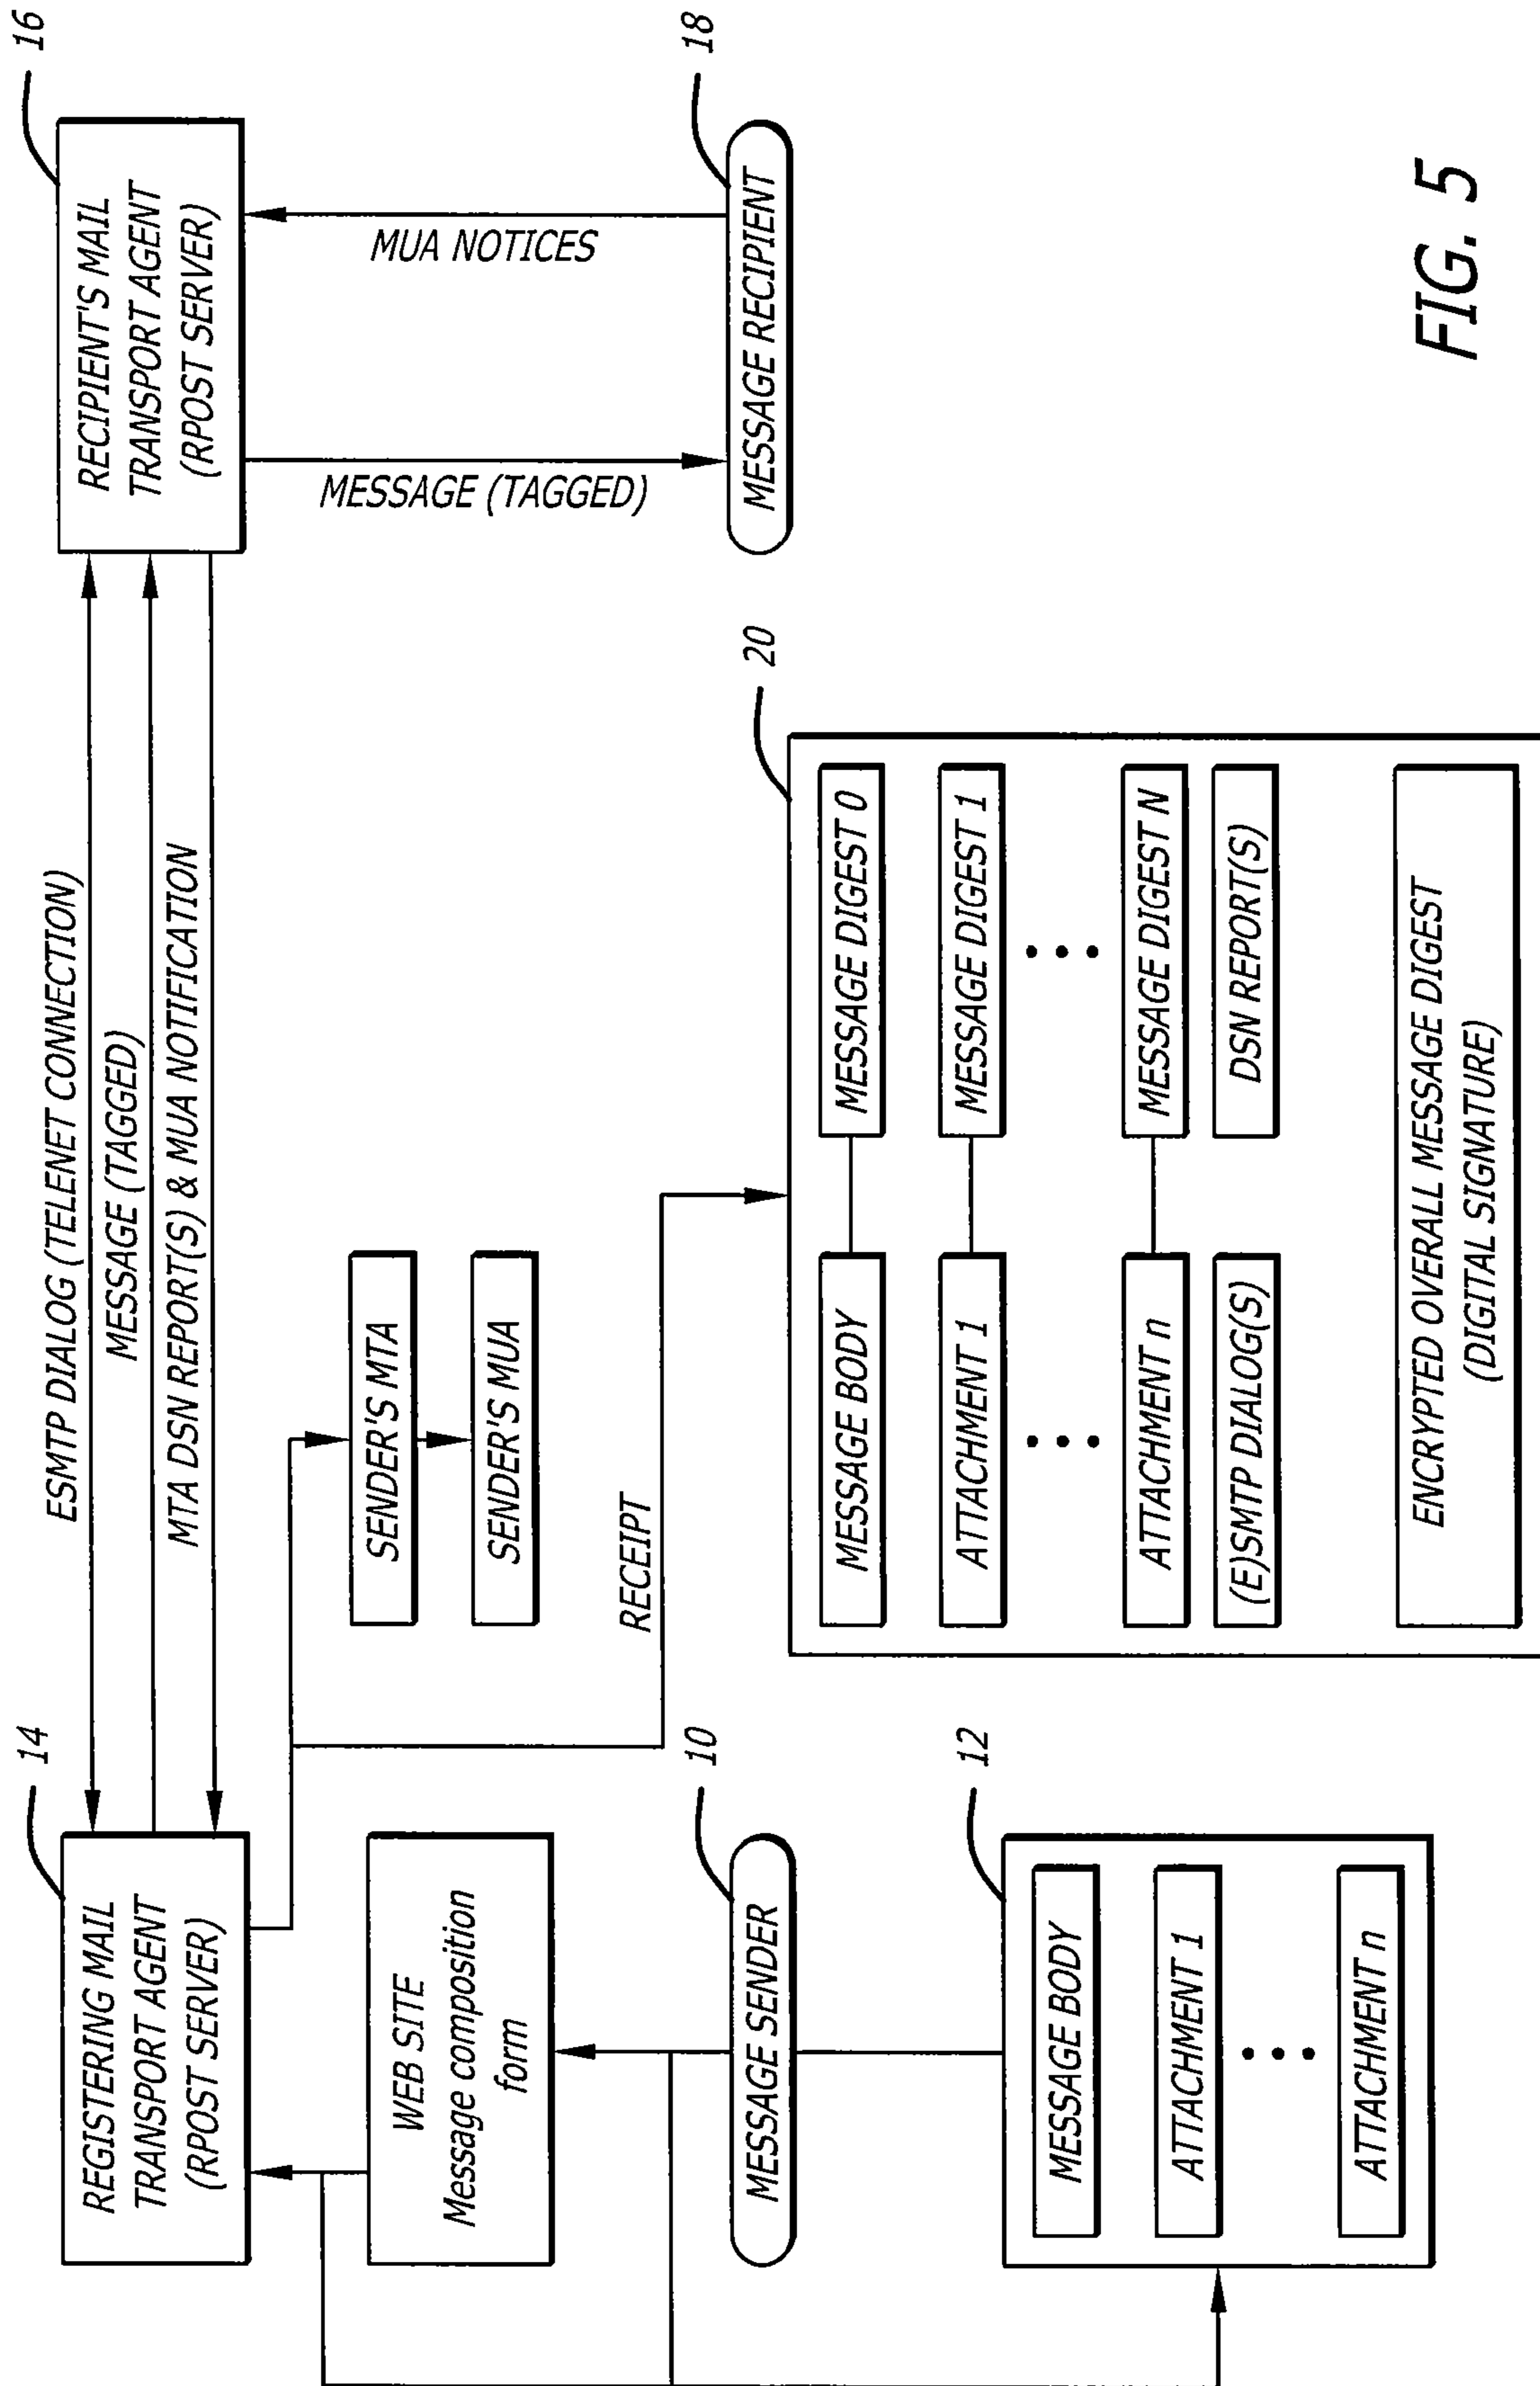 14
REGISTERING MAIL
TRANSPORT AGENT
(RPOST SERVER)
ESMTP DIALOG (TELENET CONNECTION)
MESSAGE (TAGGED)
MTA DSN REPORT(S) & MUA NOTIFICATION
16
RECIPIENT'S MAIL
TRANSPORT AGENT
(RPOST SERVER)
WEB SITE
Message composition
form
SENDER'S MTA
SENDER'S MUA
MESSAGE (TAGGED)
MUA NOTICES
RECEIPT
10
MESSAGE SENDER
18
MESSAGE RECIPIENT
12
MESSAGE BODY
ATTACHMENT 1
ATTACHMENT n
20
MESSAGE BODY
MESSAGE DIGEST 0
ATTACHMENT 1
MESSAGE DIGEST 1
ATTACHMENT n
MESSAGE DIGEST N
(E)SMTP DIALOG(S)
DSN REPORT(S)
ENCRYPTED OVERALL MESSAGE DIGEST
(DIGITAL SIGNATURE)
FIG. 5